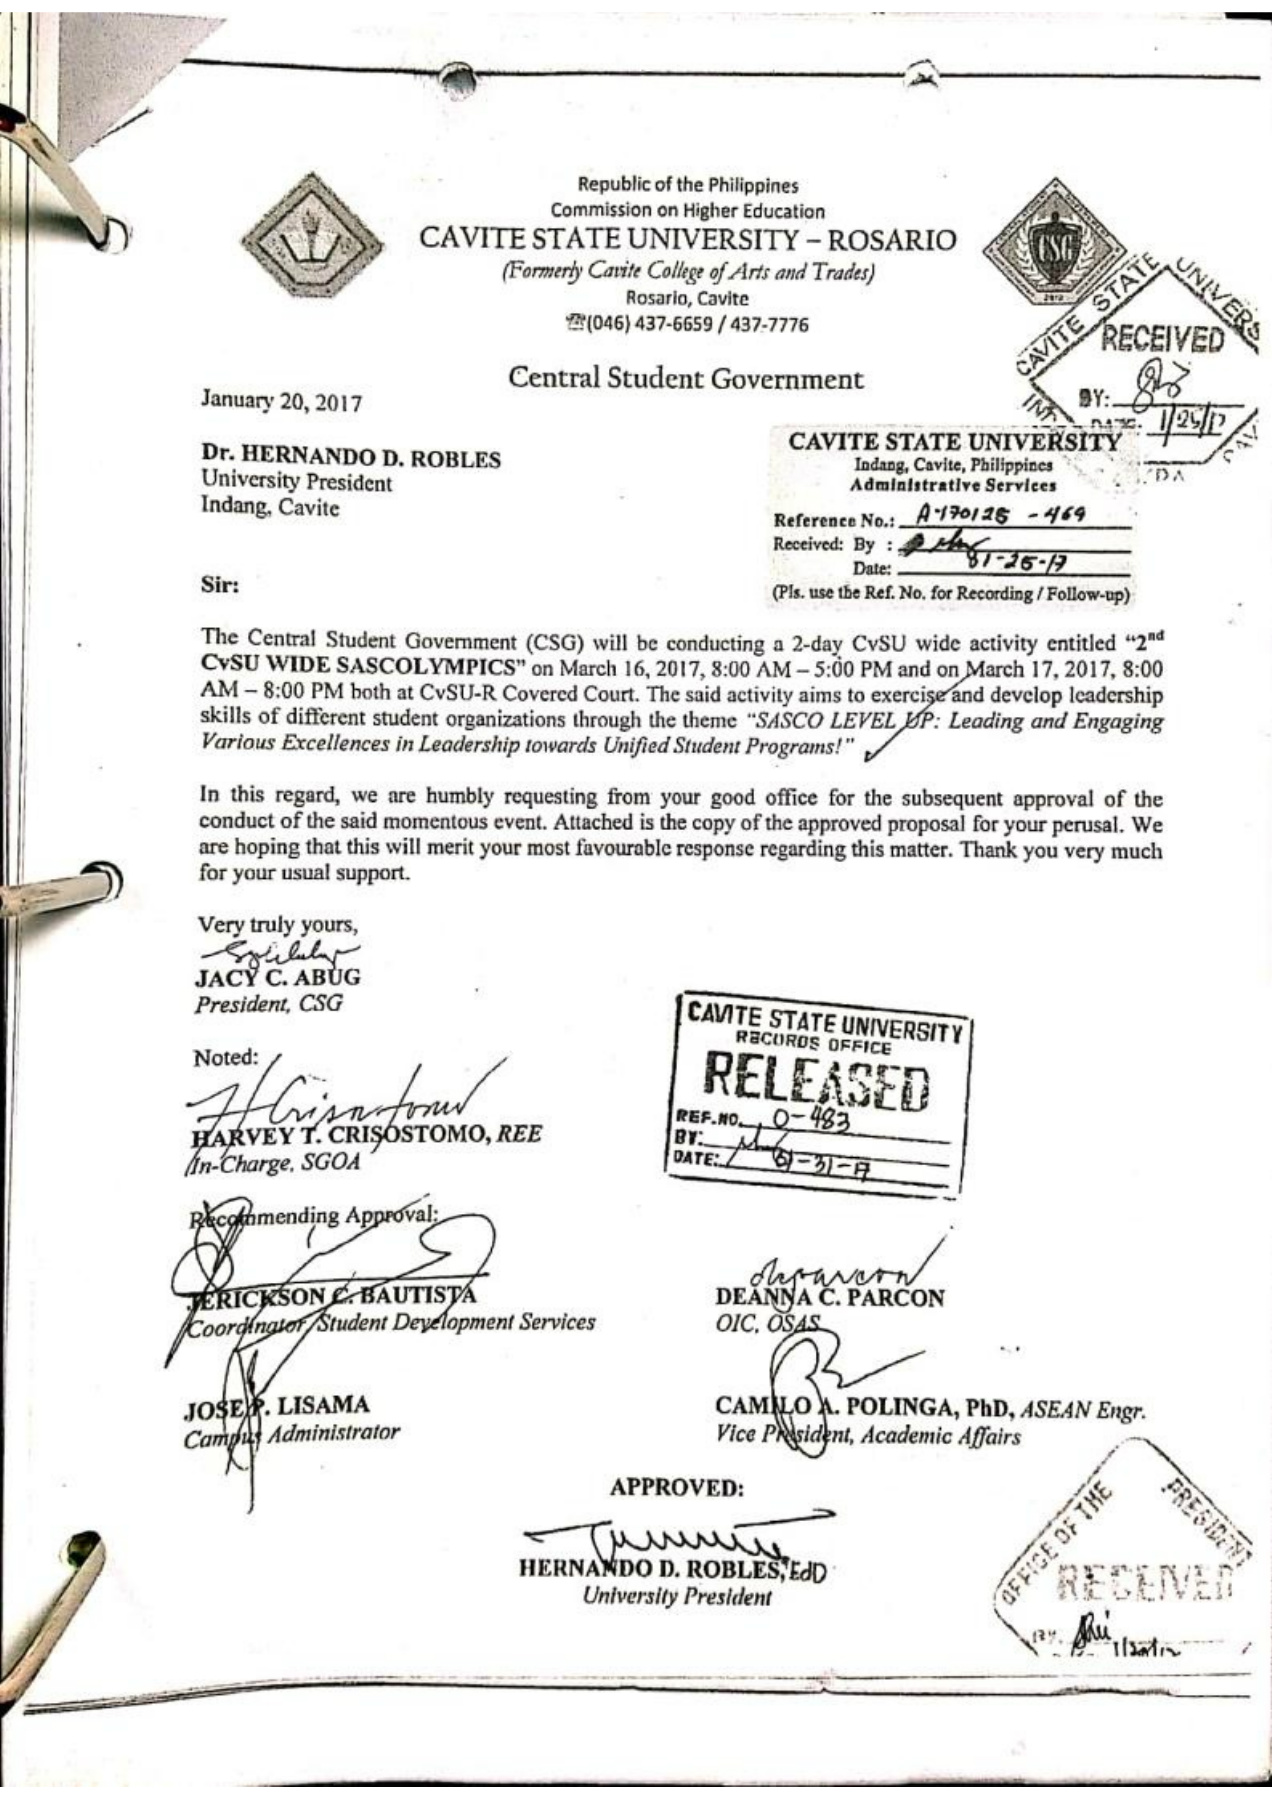 Republic of the Philippines
Commission on Higher Education
CAVITE STATE UNIVERSITY – ROSARIO
(Formerly Cavite College of Arts and Trades)
Rosario, Cavite
☎(046) 437-6659 / 437-7776
CSG
2012
Central Student Government
CAVITE STATE UNIVERS
RECEIVED
BY:
DATE: 1/25/17
January 20, 2017
Dr. HERNANDO D. ROBLES
University President
Indang, Cavite
CAVITE STATE UNIVERSITY
Indang, Cavite, Philippines
Administrative Services
Reference No.: A-170125 - 469
Received: By :
Date: 01-25-17
(Pls. use the Ref. No. for Recording / Follow-up)
Sir:
The Central Student Government (CSG) will be conducting a 2-day CvSU wide activity entitled “2nd
CvSU WIDE SASCOLYMPICS” on March 16, 2017, 8:00 AM – 5:00 PM and on March 17, 2017, 8:00
AM – 8:00 PM both at CvSU-R Covered Court. The said activity aims to exercise and develop leadership
skills of different student organizations through the theme “SASCO LEVEL UP: Leading and Engaging
Various Excellences in Leadership towards Unified Student Programs!”
In this regard, we are humbly requesting from your good office for the subsequent approval of the
conduct of the said momentous event. Attached is the copy of the approved proposal for your perusal. We
are hoping that this will merit your most favourable response regarding this matter. Thank you very much
for your usual support.
Very truly yours,
JACY C. ABUG
President, CSG
Noted:
HCrisostomo
HARVEY T. CRISOSTOMO, REE
In-Charge, SGOA
CAVITE STATE UNIVERSITY
RECORDS OFFICE
RELEASED
REF.NO. O-483
BY:
DATE: 01-31-17
Recommending Approval:
JERICKSON C. BAUTISTA
Coordinator, Student Development Services
dcparcon
DEANNA C. PARCON
OIC, OSAS
JOSE P. LISAMA
Campus Administrator
CAMILO A. POLINGA, PhD, ASEAN Engr.
Vice President, Academic Affairs
APPROVED:
HERNANDO D. ROBLES, EdD
University President
OFFICE OF THE PRESIDENT
RECEIVED
BY: